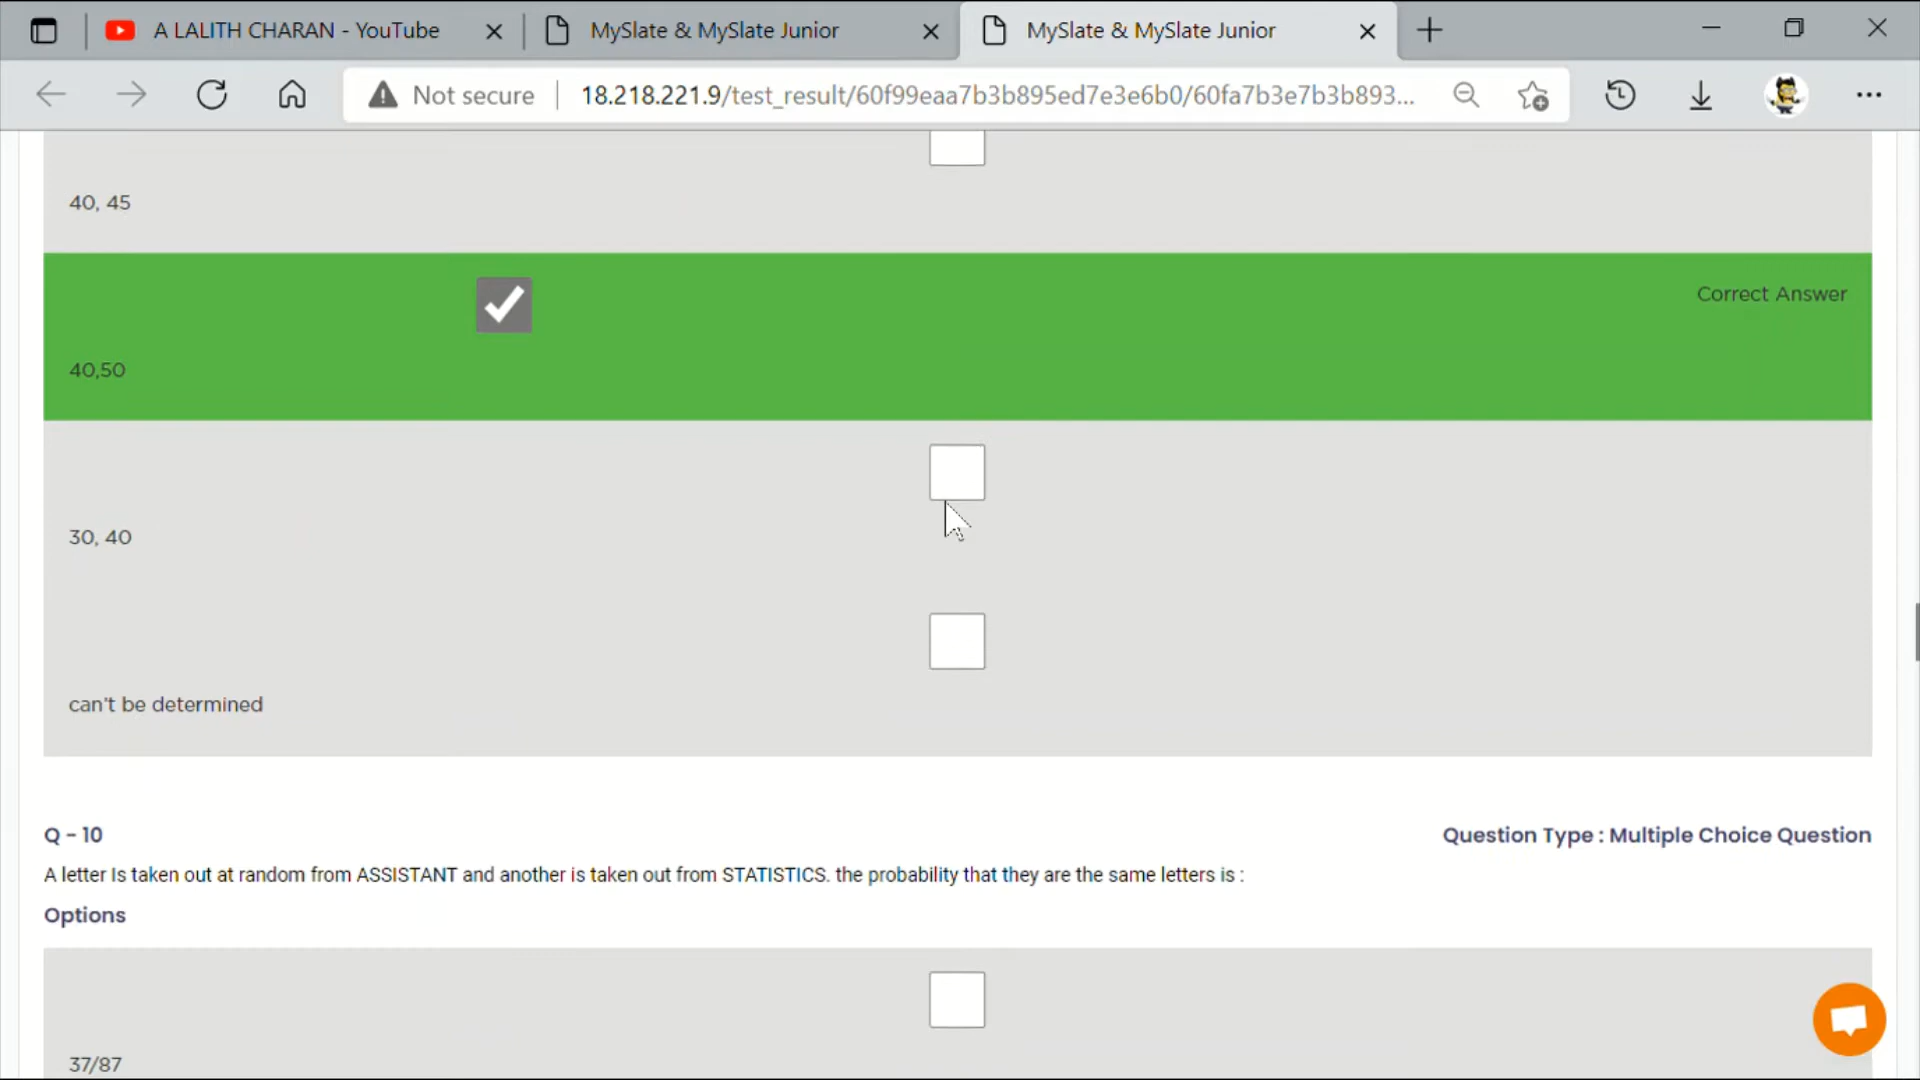 A LALITH CHARAN - YouTube
MySlate & MySlate Junior
MySlate & MySlate Junior
Not secure
18.218.221.9/test_result/60f99eaa7b3b895ed7e3e6b0/60fa7b3e7b3b893...
40, 45
Correct Answer
40,50
30, 40
can't be determined
Q - 10
Question Type : Multiple Choice Question
A letter Is taken out at random from ASSISTANT and another is taken out from STATISTICS. the probability that they are the same letters is :
Options
37/87